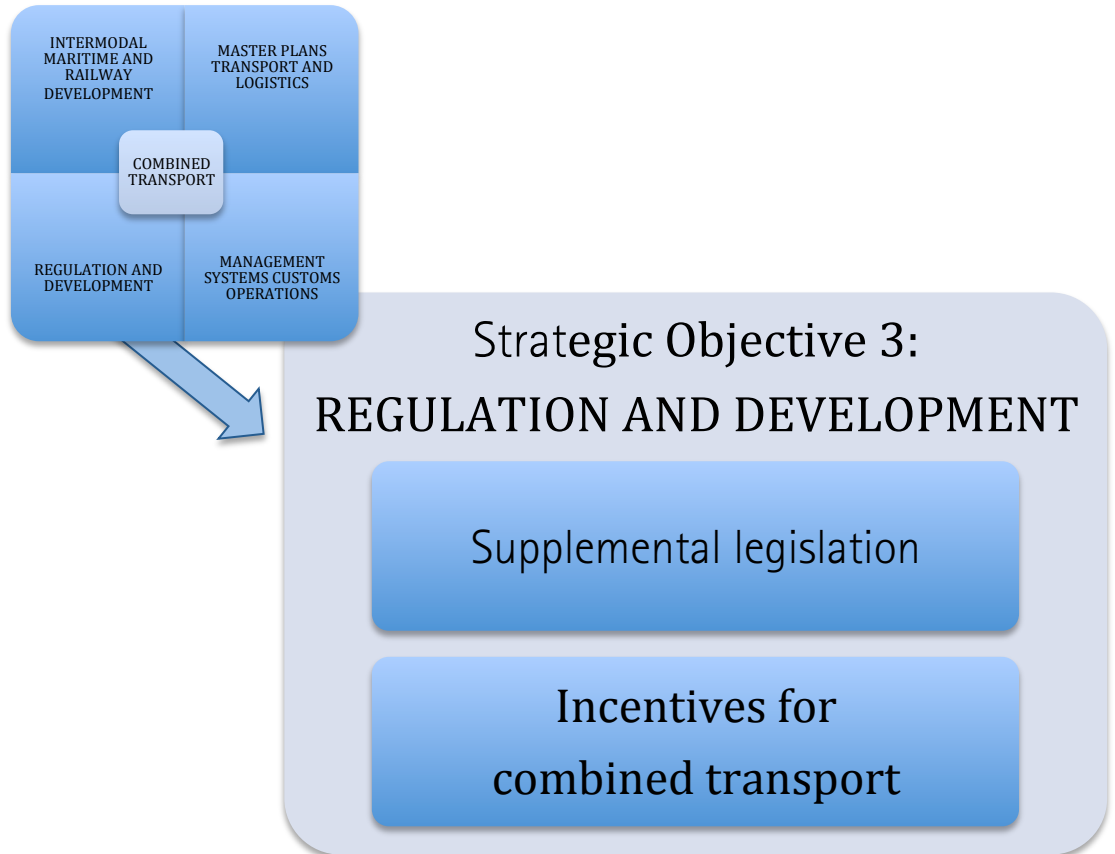 INTERMODAL
MARITIME AND
RAILWAY
DEVELOPMENT
MASTER PLANS
TRANSPORT AND
LOGISTICS
COMBINED
TRANSPORT
REGULATION AND
DEVELOPMENT
MANAGEMENT
SYSTEMS CUSTOMS
OPERATIONS
Strategic Objective 3:
REGULATION AND DEVELOPMENT
Supplemental legislation
Incentives for
combined transport